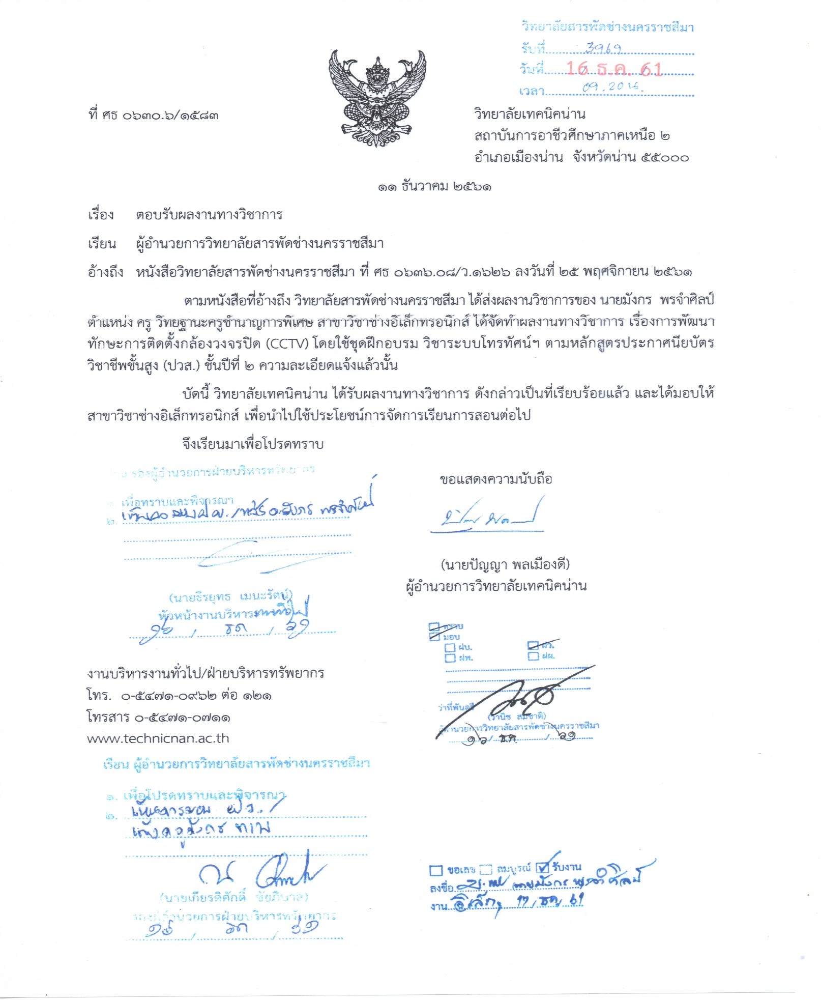 วิทยาลัยสารพัดช่างนครราชสีมา
รับที่ 3969
วันที่ 16 ธ.ค. 61
เวลา
ที่ ศธ ๐๖๓๐.๖/๑๕๘๓
วิทยาลัยเทคนิคน่าน
สถาบันการอาชีวศึกษาภาคเหนือ ๒
อำเภอเมืองน่าน จังหวัดน่าน ๕๕๐๐๐
๑๑ ธันวาคม ๒๕๖๑
เรื่อง ตอบรับผลงานทางวิชาการ
เรียน ผู้อำนวยการวิทยาลัยสารพัดช่างนครราชสีมา
อ้างถึง หนังสือวิทยาลัยสารพัดช่างนครราชสีมา ที่ ศธ ๐๖๓๖.๐๘/ว.๑๖๒๖ ลงวันที่ ๒๕ พฤศจิกายน ๒๕๖๑
ตามหนังสือที่อ้างถึง วิทยาลัยสารพัดช่างนครราชสีมา ได้ส่งผลงานวิชาการของ นายมังกร พรจำศิลป์
ตำแหน่ง ครู วิทยฐานะครูชำนาญการพิเศษ สาขาวิชาช่างอิเล็กทรอนิกส์ ได้จัดทำผลงานทางวิชาการ เรื่องการพัฒนา
ทักษะการติดตั้งกล้องวงจรปิด (CCTV) โดยใช้ชุดฝึกอบรม วิชาระบบโทรทัศน์ฯ ตามหลักสูตรประกาศนียบัตร
วิชาชีพชั้นสูง (ปวส.) ชั้นปีที่ ๒ ความละเอียดแจ้งแล้วนั้น
บัดนี้ วิทยาลัยเทคนิคน่าน ได้รับผลงานทางวิชาการ ดังกล่าวเป็นที่เรียบร้อยแล้ว และได้มอบให้
สาขาวิชาช่างอิเล็กทรอนิกส์ เพื่อนำไปใช้ประโยชน์การจัดการเรียนการสอนต่อไป
จึงเรียนมาเพื่อโปรดทราบ
รองผู้อำนวยการฝ่ายบริหารทรัพยากร
เพื่อทราบและพิจารณา
๒.
ขอแสดงความนับถือ
(นายปัญญา พลเมืองดี)
ผู้อำนวยการวิทยาลัยเทคนิคน่าน
(นายธีรยุทธ เมนะรัตน์)
หัวหน้างานบริหารงานทั่วไป
๑๖ / ธค / ๖๑
ทราบ
มอบ
ฝบ. ฝว.
ฝพ. ฝผ.
ว่าที่พันตรี
(วานิช สมชาติ)
ผู้อำนวยการวิทยาลัยสารพัดช่างนครราชสีมา
๑๖ / ธ.ค. / ๖๑
งานบริหารงานทั่วไป/ฝ่ายบริหารทรัพยากร
โทร. ๐-๕๔๗๑-๐๙๖๒ ต่อ ๑๒๑
โทรสาร ๐-๕๔๗๑-๐๗๑๑
www.technicnan.ac.th
เรียน ผู้อำนวยการวิทยาลัยสารพัดช่างนครราชสีมา
๑. เพื่อโปรดทราบและพิจารณา
๒. เห็นควรมอบ ฝว. /
แจ้งครูมังกร ทราบ
(นายเกียรติศักดิ์ ชัยภิบาล)
รองผู้อำนวยการฝ่ายบริหารทรัพยากร
๑๖ / ธค / ๖๑
ขอเลข สมบูรณ์ รับงาน
ลงชื่อ นายมังกร พรจำศิลป์
งาน อิเล็กฯ 17 / ธค / 61